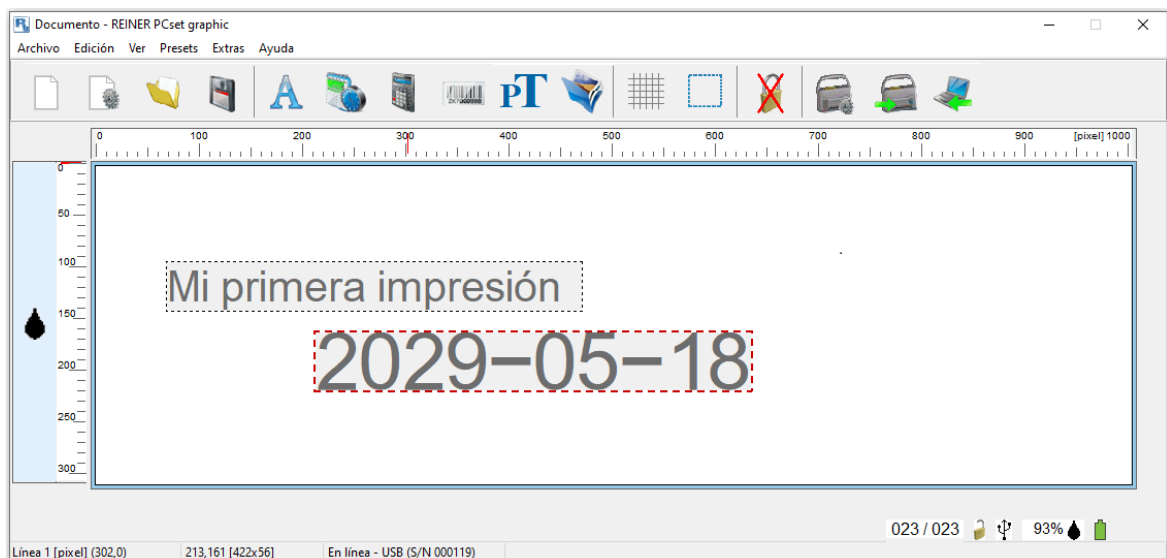 Documento - REINER PCset graphic
Archivo Edición Ver Presets Extras Ayuda
A PT
0 100 200 300 400 500 600 700 800 900 [pixel] 1000
0
50
100
150
200
250
300
Mi primera impresión
2029-05-18
023 / 023 93%
Línea 1 [pixel] (302,0) 213,161 [422x56] En línea - USB (S/N 000119)